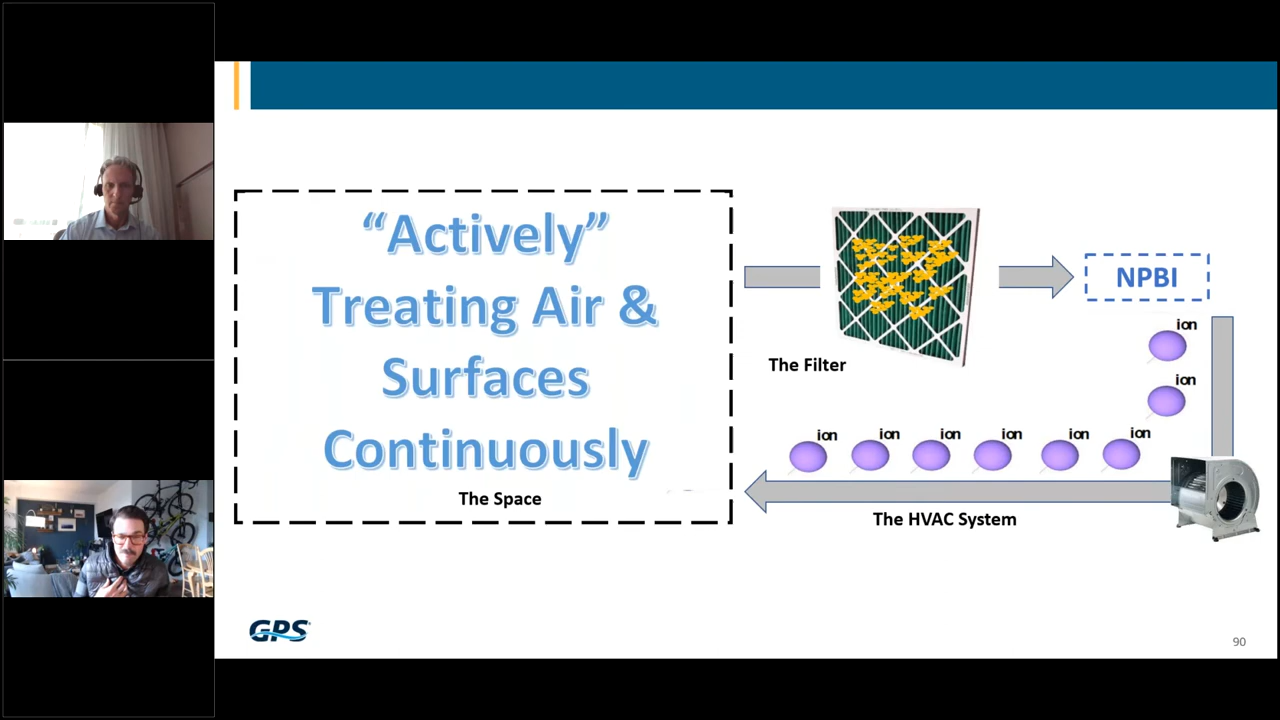 “Actively”
Treating Air &
Surfaces
Continuously
The Space
The Filter
NPBI
ion
ion
ion
ion
ion
ion
ion
ion
The HVAC System
GPS
90